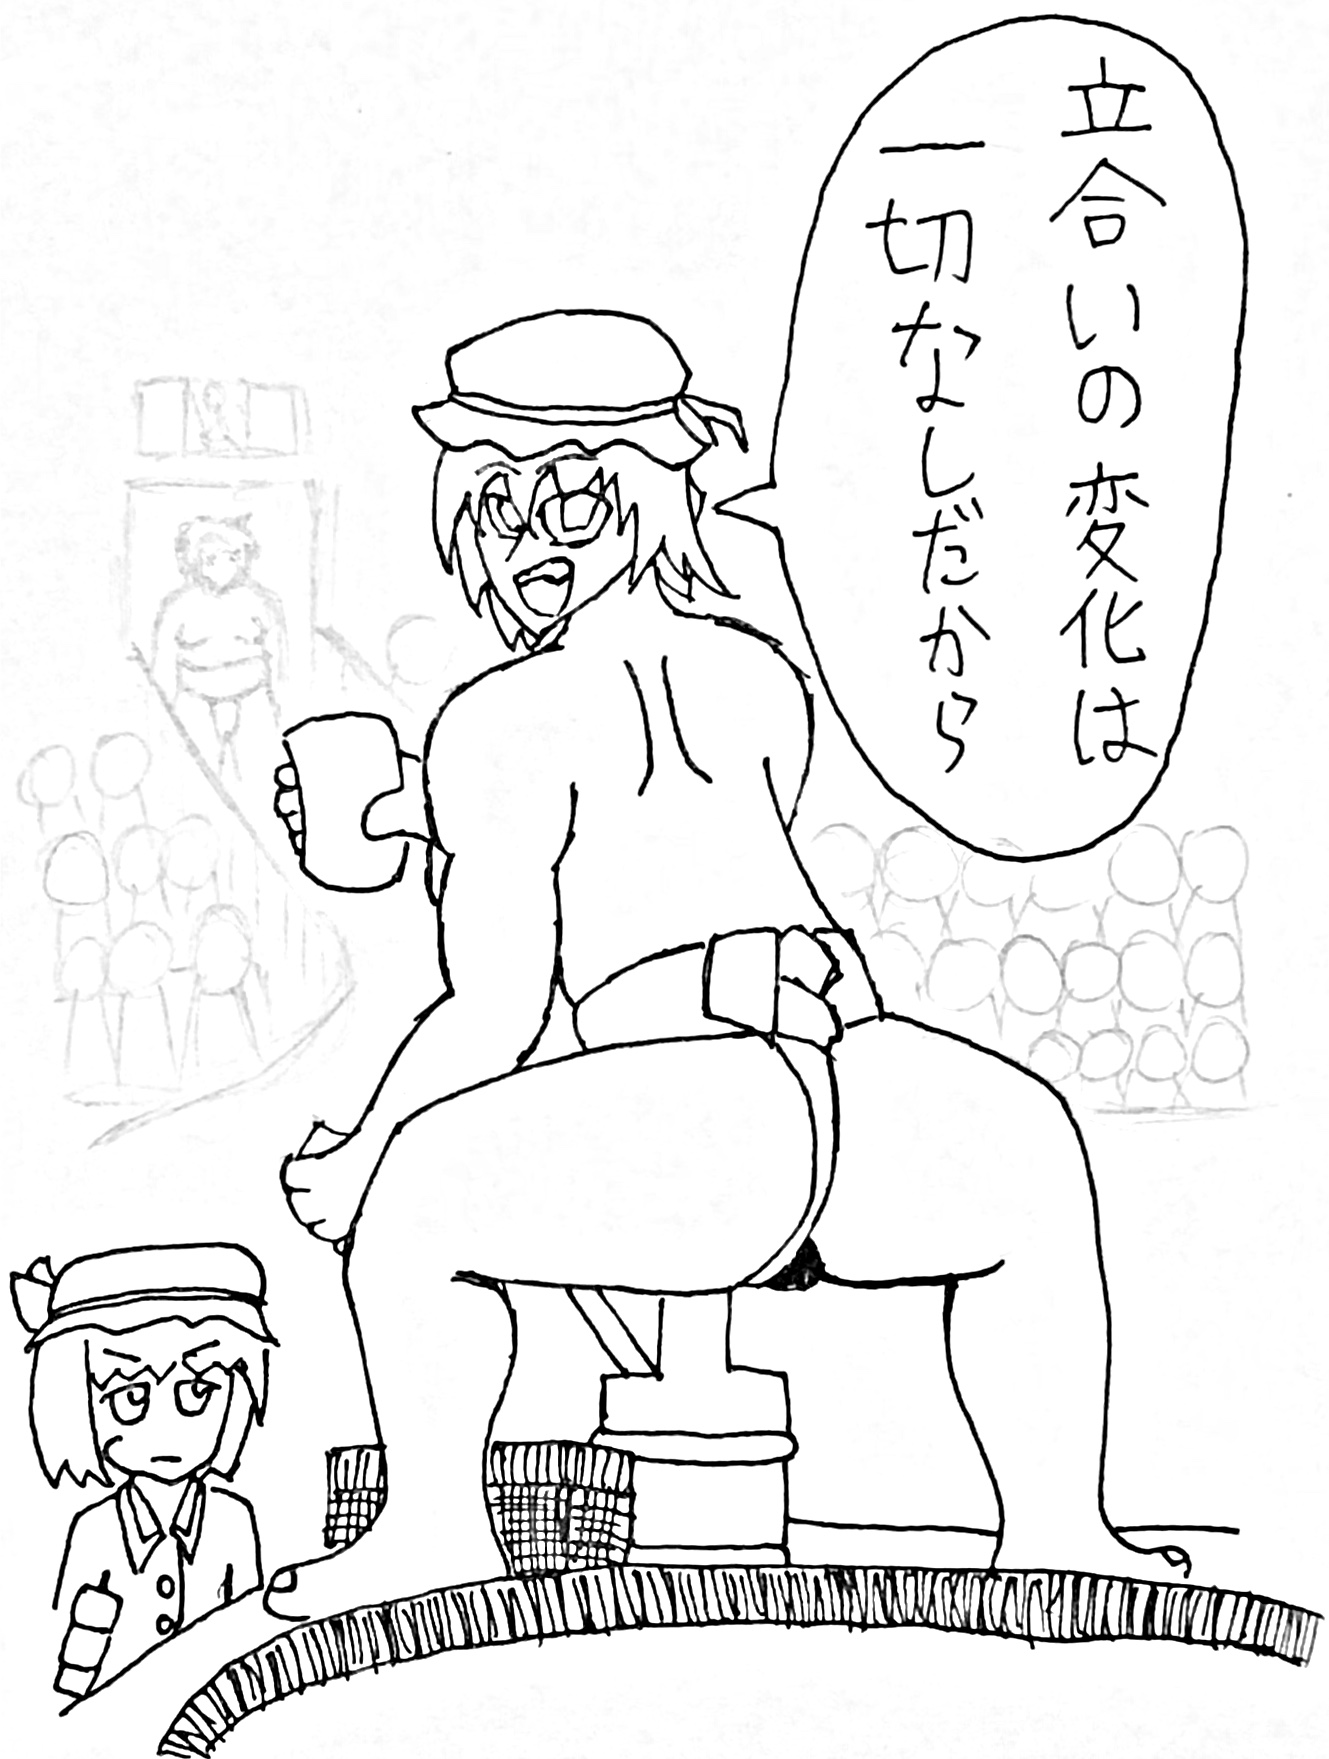 立合いの変化は
一切なしだから